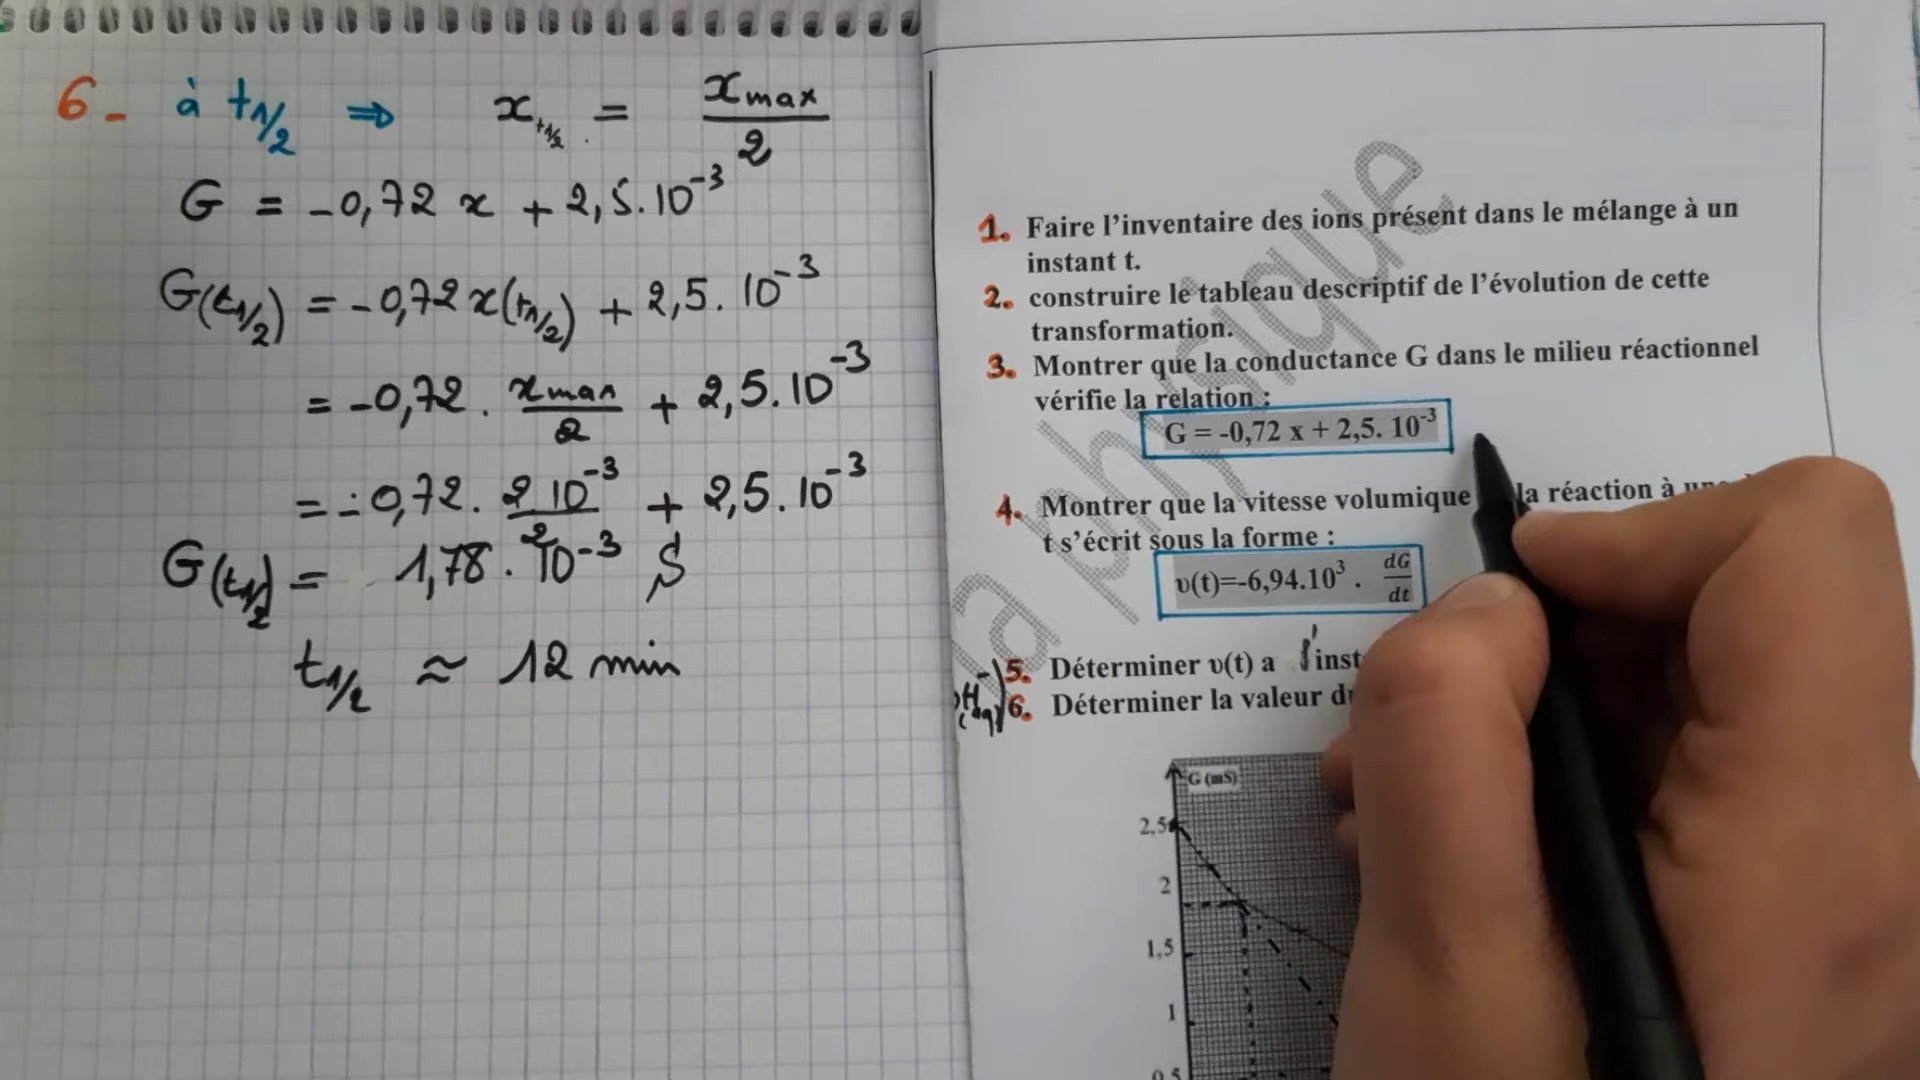 6- à t1/2 ⇒ x_t1/2 = xmax/2
G = -0,72 x + 2,5.10⁻³
G(t1/2) = -0,72 x(t1/2) + 2,5. 10⁻³
= -0,72 . xmax/2 + 2,5.10⁻³
= -0,72. 2 10⁻³/2 + 2,5.10⁻³
G(t1/2) = 1,78. 10⁻³ S
t1/2 ≈ 12 min
1. Faire l'inventaire des ions présent dans le mélange à un
instant t.
2. construire le tableau descriptif de l'évolution de cette
transformation.
3. Montrer que la conductance G dans le milieu réactionnel
vérifie la relation :
G = -0,72 x + 2,5. 10⁻³
4. Montrer que la vitesse volumique la réaction à
t s'écrit sous la forme :
υ(t)=-6,94.10³ . dG/dt
5. Déterminer υ(t) a l'inst
6. Déterminer la valeur
G (mS)
2,5
2
1,5
1
0,5
physique